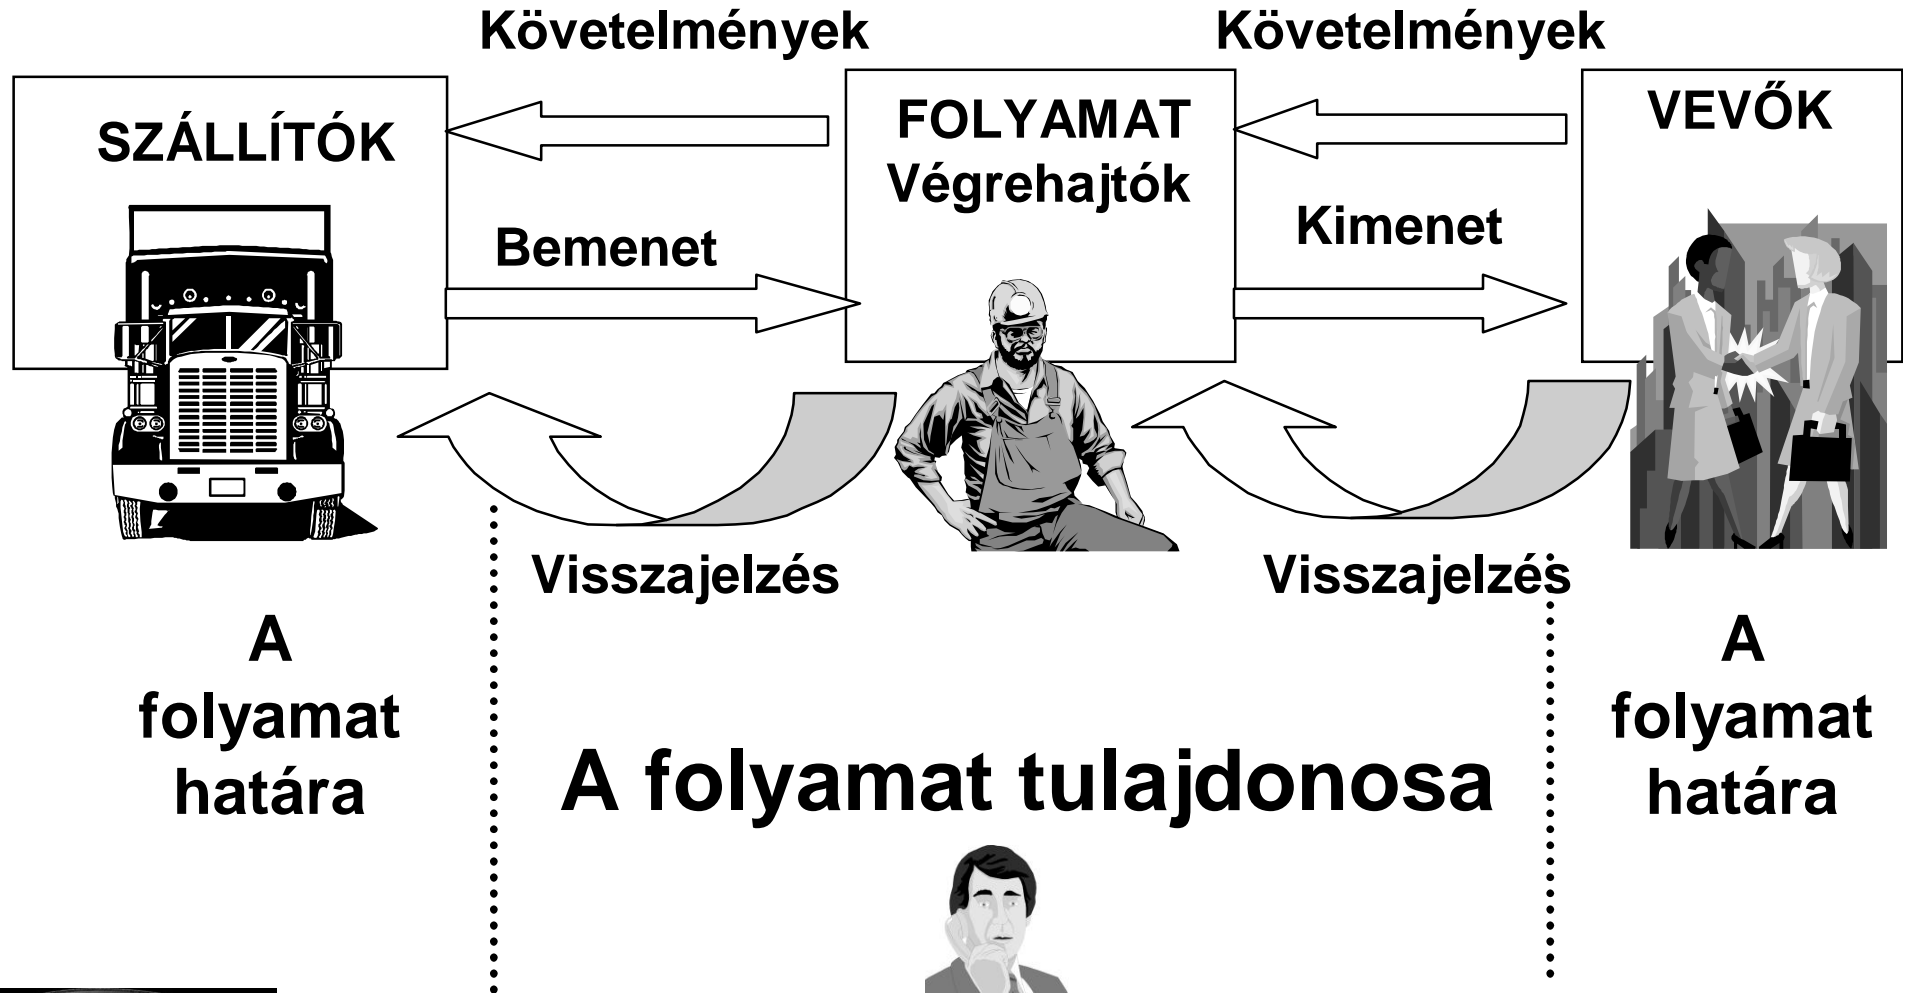 Követelmények
Követelmények
SZÁLLÍTÓK
FOLYAMAT
Végrehajtók
VEVŐK
Bemenet
Kimenet
Visszajelzés
Visszajelzés
A
folyamat
határa
A folyamat tulajdonosa
A
folyamat
határa